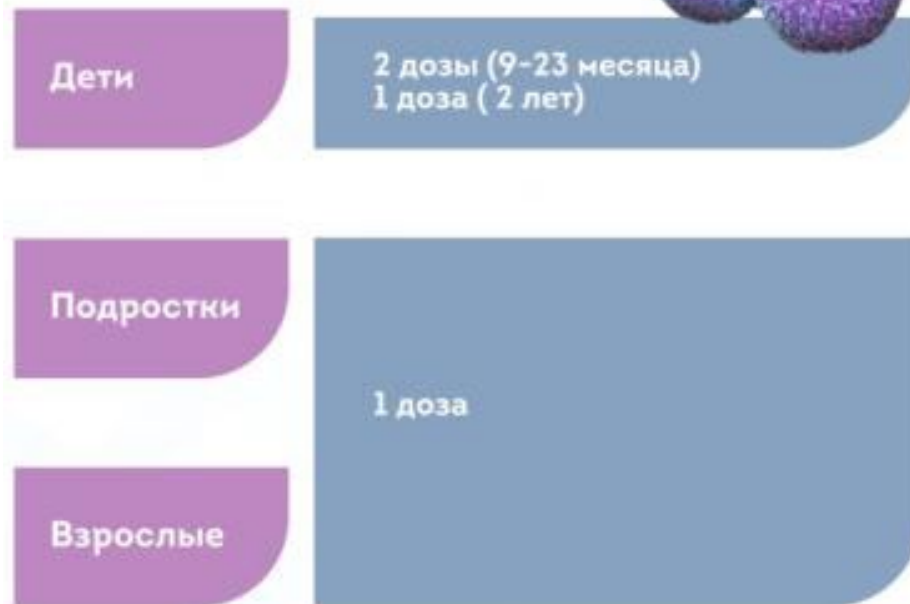 Дети
2 дозы (9-23 месяца)
1 доза ( 2 лет)
Подростки
1 доза
Взрослые